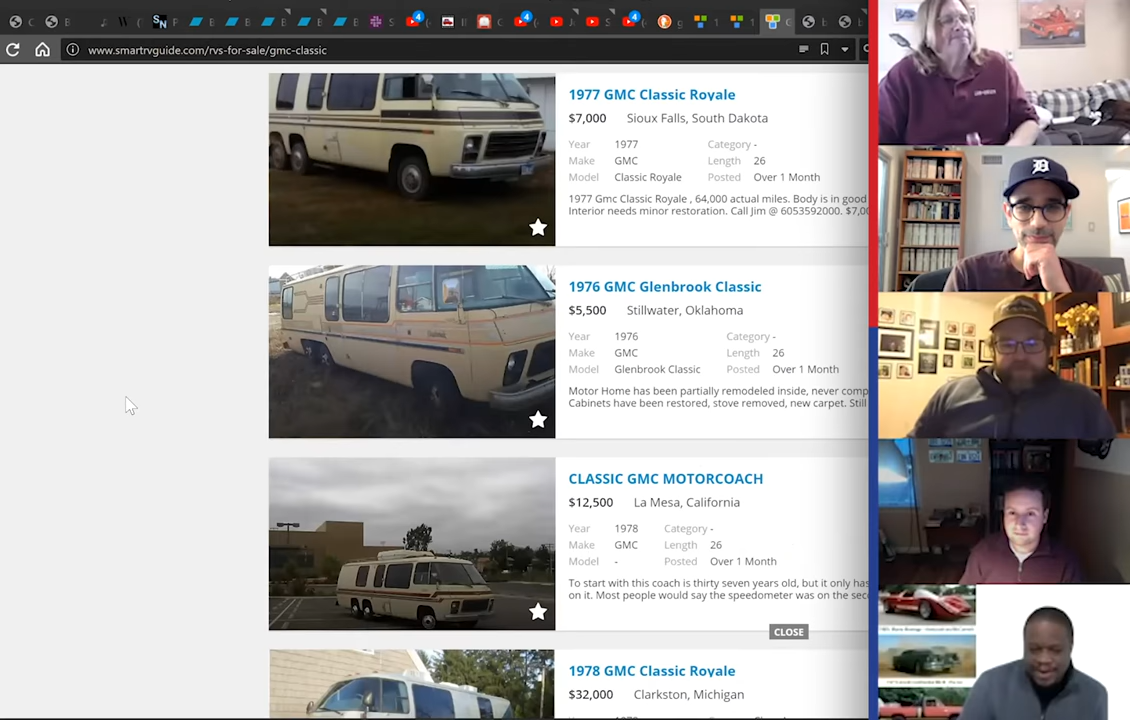 www.smartrvguide.com/rvs-for-sale/gmc-classic
1977 GMC Classic Royale
$7,000 Sioux Falls, South Dakota
Year 1977 Category -
Make GMC Length 26
Model Classic Royale Posted Over 1 Month
1977 Gmc Classic Royale , 64,000 actual miles. Body is in good
Interior needs minor restoration. Call Jim @ 6053592000. $7,00
1976 GMC Glenbrook Classic
$5,500 Stillwater, Oklahoma
Year 1976 Category -
Make GMC Length 26
Model Glenbrook Classic Posted Over 1 Month
Motor Home has been partially remodeled inside, never comp
Cabinets have been restored, stove removed, new carpet. Still
CLASSIC GMC MOTORCOACH
$12,500 La Mesa, California
Year 1978 Category -
Make GMC Length 26
Model - Posted Over 1 Month
To start with this coach is thirty seven years old, but it only has
on it. Most people would say the speedometer was on the seco
CLOSE
1978 GMC Classic Royale
$32,000 Clarkston, Michigan